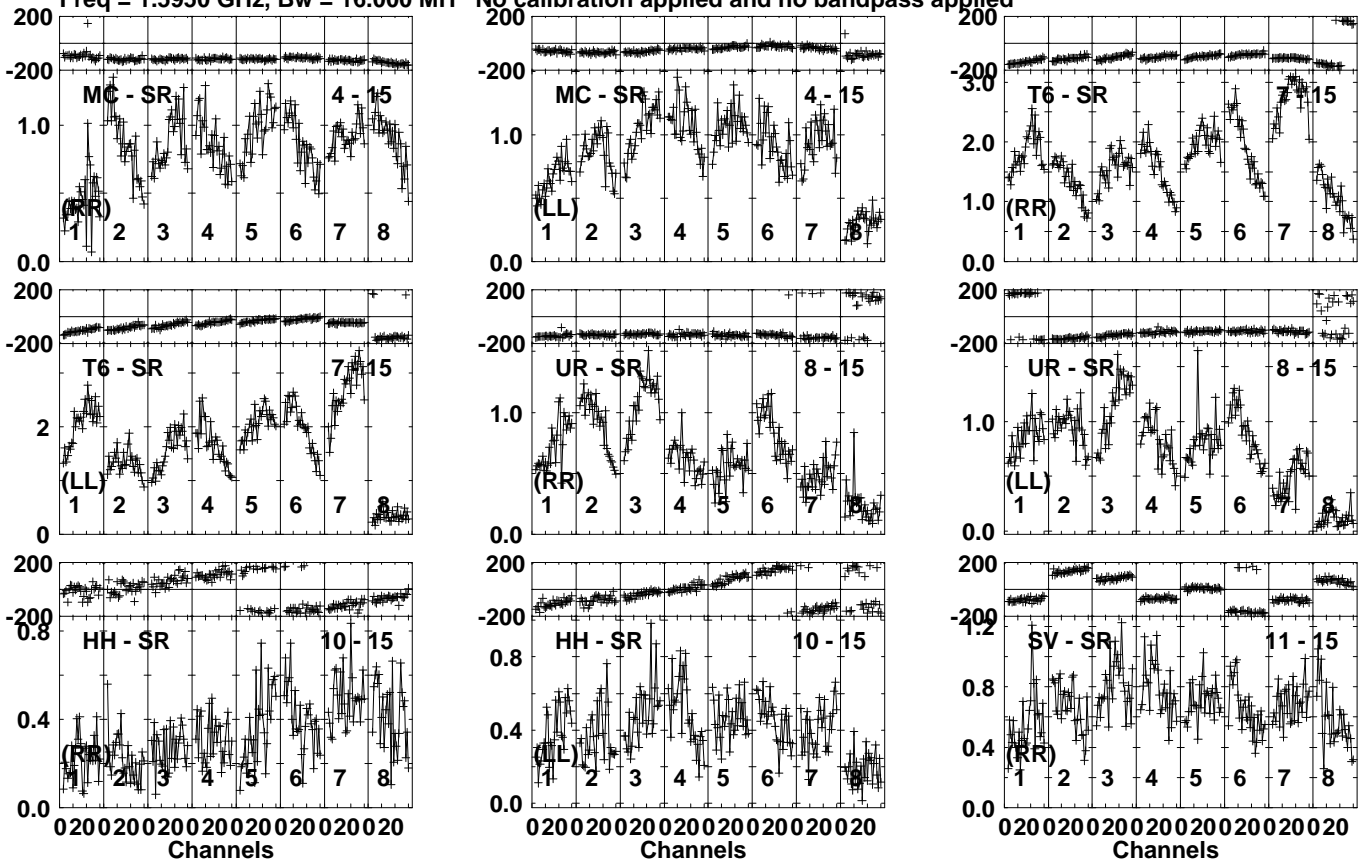 Freq = 1.5950 GHz, Bw = 16.000 MH No calibration applied and no bandpass applied
200 200 200
-200 -200 -200
MC - SR 4 - 15 MC - SR 4 - 15 T6 - SR 7 - 15
3.0
1.0 1.0 2.0
1.0
(RR) (LL) (RR)
1 2 3 4 5 6 7 8 1 2 3 4 5 6 7 8 1 2 3 4 5 6 7 8
0.0 0.0 0.0
200 200 200
-200 -200 -200
T6 - SR 7 - 15 UR - SR 8 - 15 UR - SR 8 - 15
2 1.0 1.0
(LL) (RR) (LL)
1 2 3 4 5 6 7 8 1 2 3 4 5 6 7 8 1 2 3 4 5 6 7 8
0 0.0 0.0
200 200 200
-200 -200 -200
0.8 1.2
HH - SR 10 - 15 HH - SR 10 - 15 SV - SR 11 - 15
0.8 0.8
0.4 0.4 0.4
(RR) (LL) (RR)
1 2 3 4 5 6 7 8 1 2 3 4 5 6 7 8 1 2 3 4 5 6 7 8
0.0 0.0 0.0
0 20 0 20 0 20 0 20 0 20 0 20 0 20 0 20 0 20 0 20 0 20 0 20 0 20 0 20 0 20 0 20 0 20 0 20 0 20 0 20 0 20 0 20 0 20 0 20
Channels Channels Channels